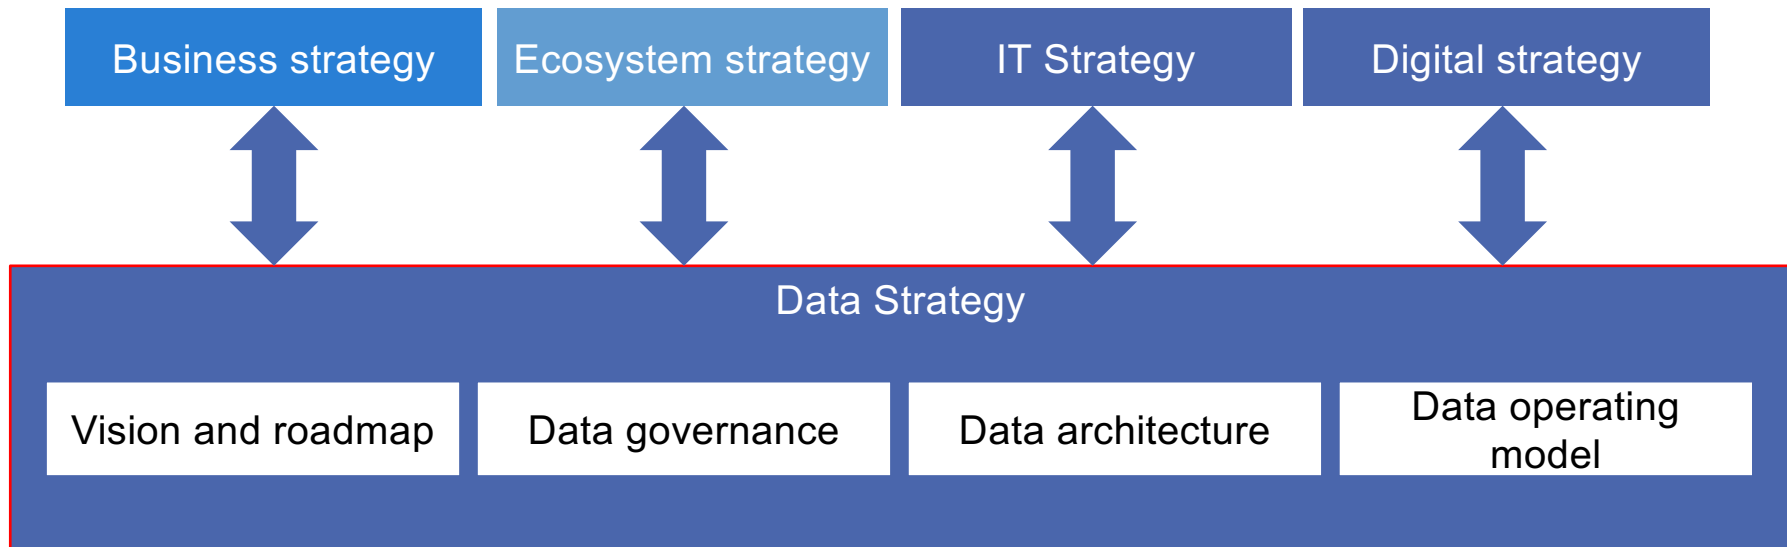 Business strategy
Ecosystem strategy
IT Strategy
Digital strategy
Data Strategy
Vision and roadmap
Data governance
Data architecture
Data operating
model